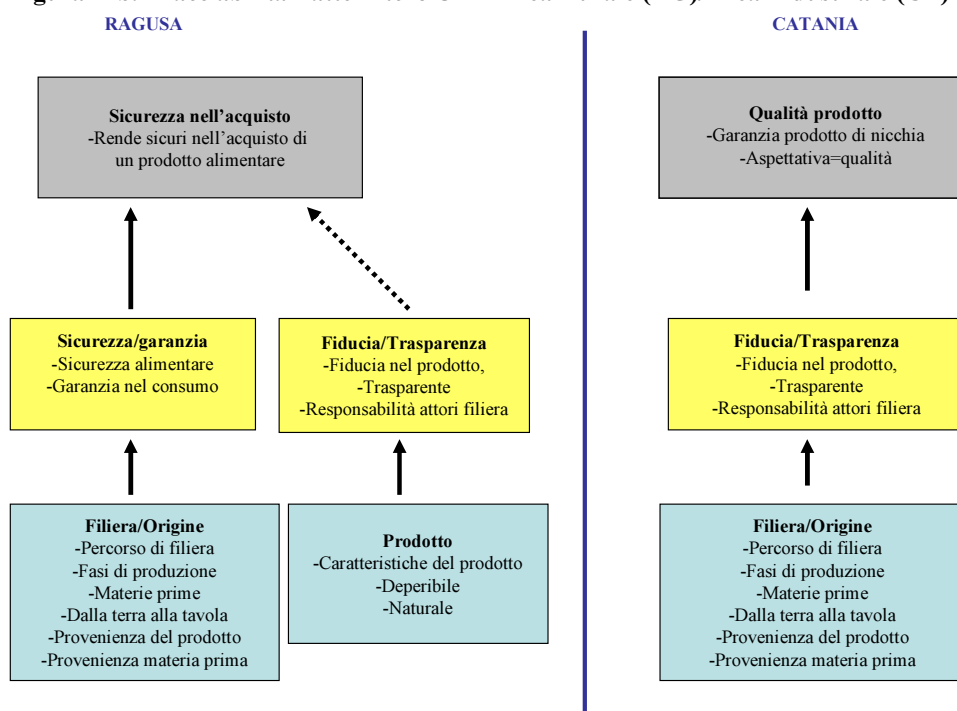 RAGUSA
Sicurezza nell'acquisto
-Rende sicuri nell'acquisto di
un prodotto alimentare
Sicurezza/garanzia
-Sicurezza alimentare
-Garanzia nel consumo
Fiducia/Trasparenza
-Fiducia nel prodotto,
-Trasparente
-Responsabilità attori filiera
Filiera/Origine
-Percorso di filiera
-Fasi di produzione
-Materie prime
-Dalla terra alla tavola
-Provenienza del prodotto
-Provenienza materia prima
Prodotto
-Caratteristiche del prodotto
-Deperibile
-Naturale
CATANIA
Qualità prodotto
-Garanzia prodotto di nicchia
-Aspettativa=qualità
Fiducia/Trasparenza
-Fiducia nel prodotto,
-Trasparente
-Responsabilità attori filiera
Filiera/Origine
-Percorso di filiera
-Fasi di produzione
-Materie prime
-Dalla terra alla tavola
-Provenienza del prodotto
-Provenienza materia prima